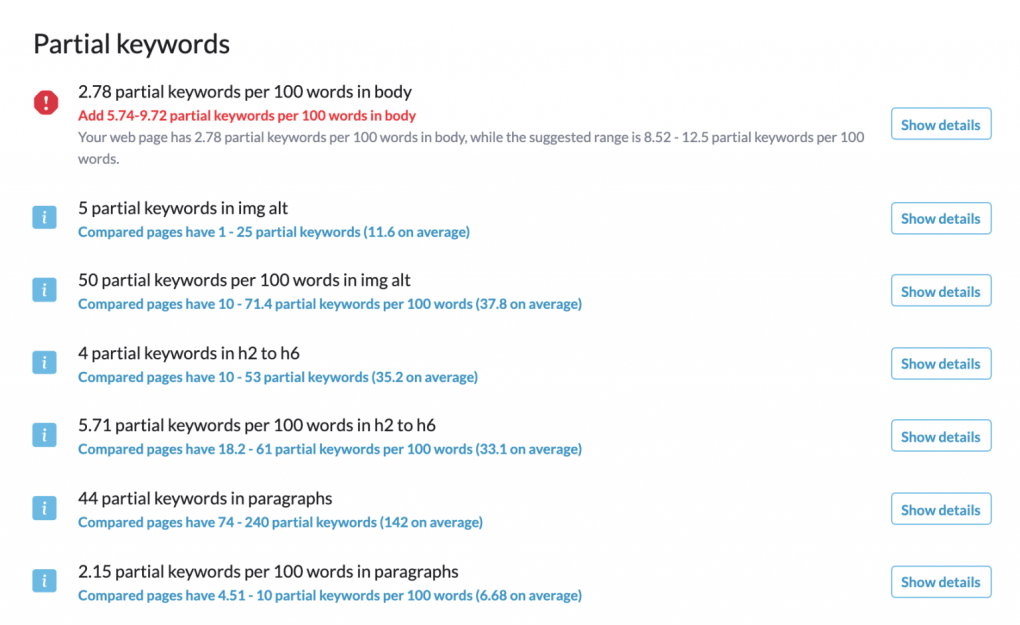 Partial keywords
2.78 partial keywords per 100 words in body
Add 5.74-9.72 partial keywords per 100 words in body
Your web page has 2.78 partial keywords per 100 words in body, while the suggested range is 8.52 - 12.5 partial keywords per 100
words.
Show details
5 partial keywords in img alt
Compared pages have 1 - 25 partial keywords (11.6 on average)
Show details
50 partial keywords per 100 words in img alt
Compared pages have 10 - 71.4 partial keywords per 100 words (37.8 on average)
Show details
4 partial keywords in h2 to h6
Compared pages have 10 - 53 partial keywords (35.2 on average)
Show details
5.71 partial keywords per 100 words in h2 to h6
Compared pages have 18.2 - 61 partial keywords per 100 words (33.1 on average)
Show details
44 partial keywords in paragraphs
Compared pages have 74 - 240 partial keywords (142 on average)
Show details
2.15 partial keywords per 100 words in paragraphs
Compared pages have 4.51 - 10 partial keywords per 100 words (6.68 on average)
Show details